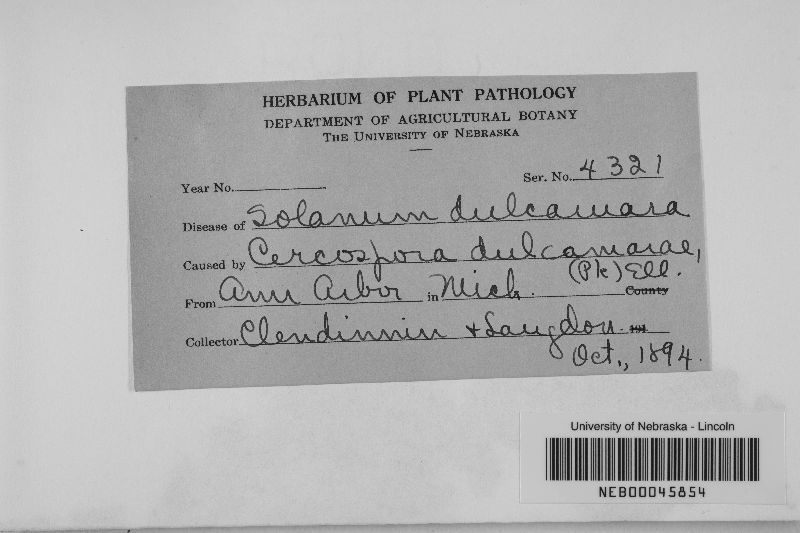 HERBARIUM OF PLANT PATHOLOGY
DEPARTMENT OF AGRICULTURAL BOTANY
THE UNIVERSITY OF NEBRASKA
Year No.
Ser. No. 4321
Disease of Solanum dulcamara
Caused by Cercospora dulcamarae,
(Pk) Ell.
From Ann Arbor in Mich. County
Collector Clendinnin + Langdon
Oct., 1894.
University of Nebraska - Lincoln
NEB00045854